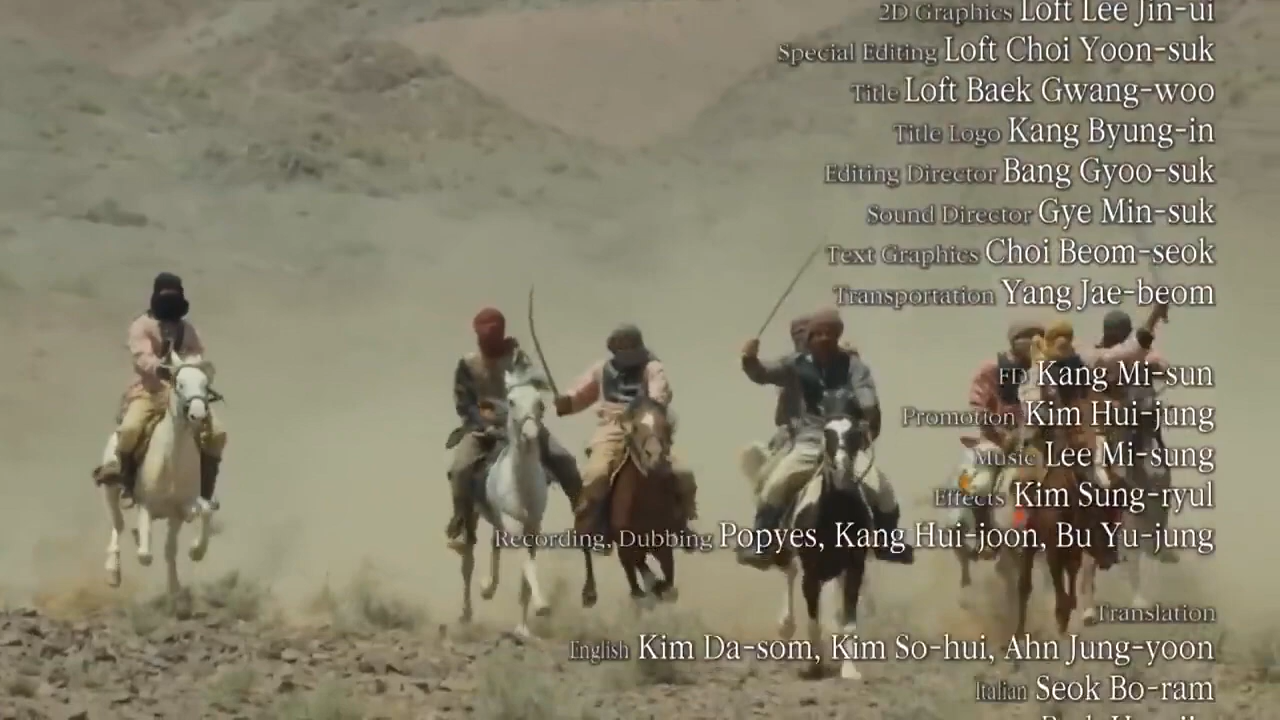 2D Graphics Loft Lee Jin-ui
Special Editing Loft Choi Yoon-suk
Title Loft Baek Gwang-woo
Title Logo Kang Byung-in
Editing Director Bang Gyoo-suk
Sound Director Gye Min-suk
Text Graphics Choi Beom-seok
Transportation Yang Jae-beom
FD Kang Mi-sun
Promotion Kim Hui-jung
Music Lee Mi-sung
Effects Kim Sung-ryul
Recording, Dubbing Popyes, Kang Hui-joon, Bu Yu-jung
Translation
English Kim Da-som, Kim So-hui, Ahn Jung-yoon
Italian Seok Bo-ram